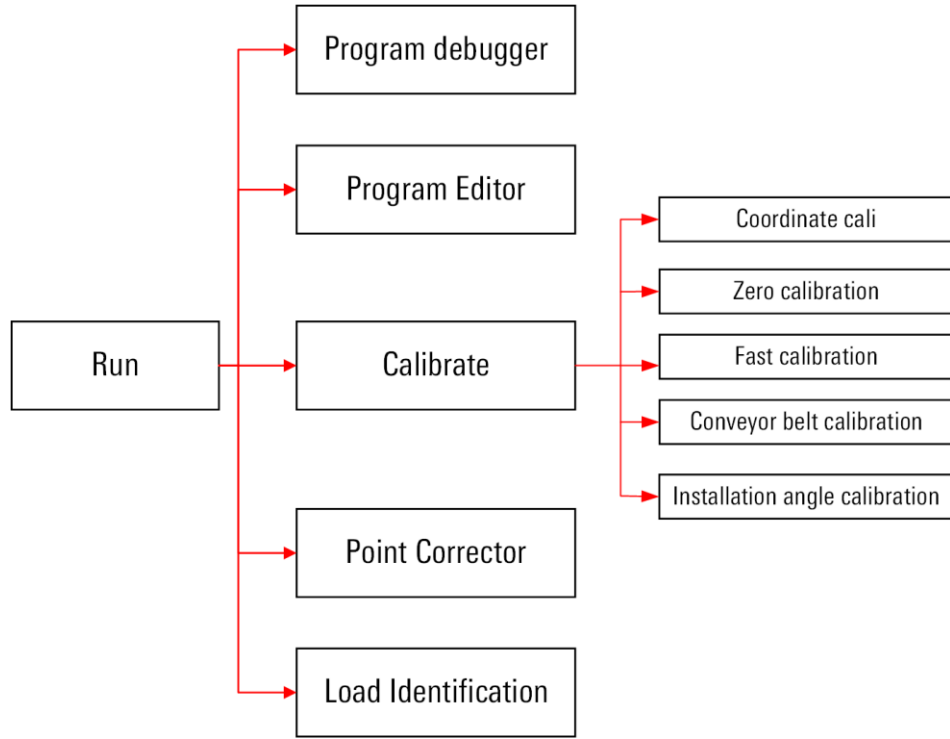 Program debugger
Program Editor
Coordinate cali
Zero calibration
Run
Calibrate
Fast calibration
Conveyor belt calibration
Installation angle calibration
Point Corrector
Load Identification